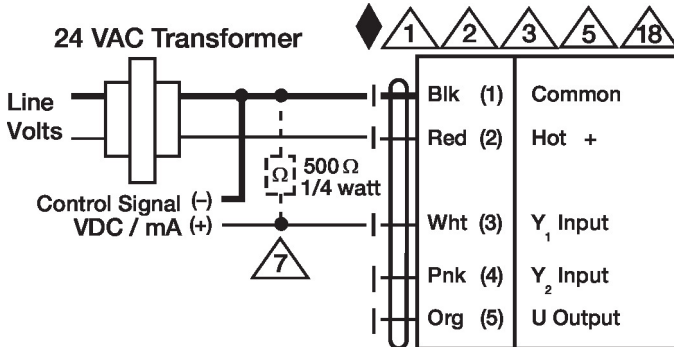 24 VAC Transformer
1 2 3 5 18
Line
Volts
Blk (1) Common
Red (2) Hot +
Ω 500 Ω
1/4 watt
Control Signal (-)
VDC / mA (+)
Wht (3) Y₁ Input
7
Pnk (4) Y₂ Input
Org (5) U Output